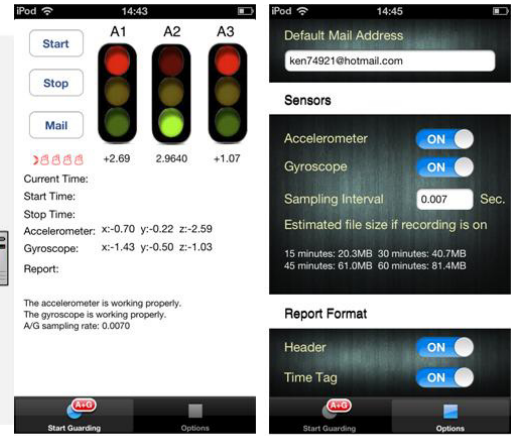 iPod 14:43
Start
Stop
Mail
A1 A2 A3
+2.69 2.9640 +1.07
Current Time:
Start Time:
Stop Time:
Accelerometer: x:-0.70 y:-0.22 z:-2.59
Gyroscope: x:-1.43 y:-0.50 z:-1.03
Report:
The accelerometer is working properly.
The gyroscope is working properly.
A/G sampling rate: 0.0070
A+G
Start Guarding Options
iPod 14:45
Default Mail Address
ken74921@hotmail.com
Sensors
Accelerometer ON
Gyroscope ON
Sampling Interval 0.007 Sec.
Estimated file size if recording is on
15 minutes: 20.3MB 30 minutes: 40.7MB
45 minutes: 61.0MB 60 minutes: 81.4MB
Report Format
Header ON
Time Tag ON
A+G
Start Guarding Options